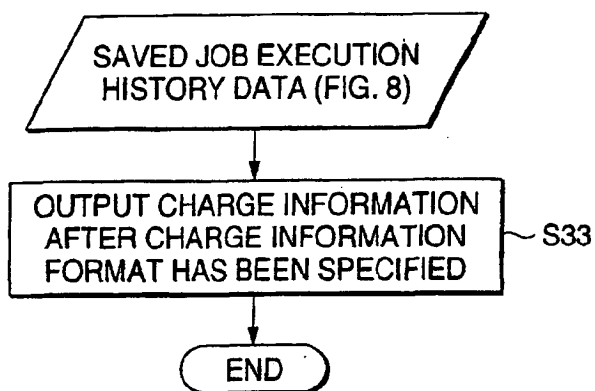 SAVED JOB EXECUTION
HISTORY DATA (FIG. 8)
OUTPUT CHARGE INFORMATION
AFTER CHARGE INFORMATION
FORMAT HAS BEEN SPECIFIED
S33
END